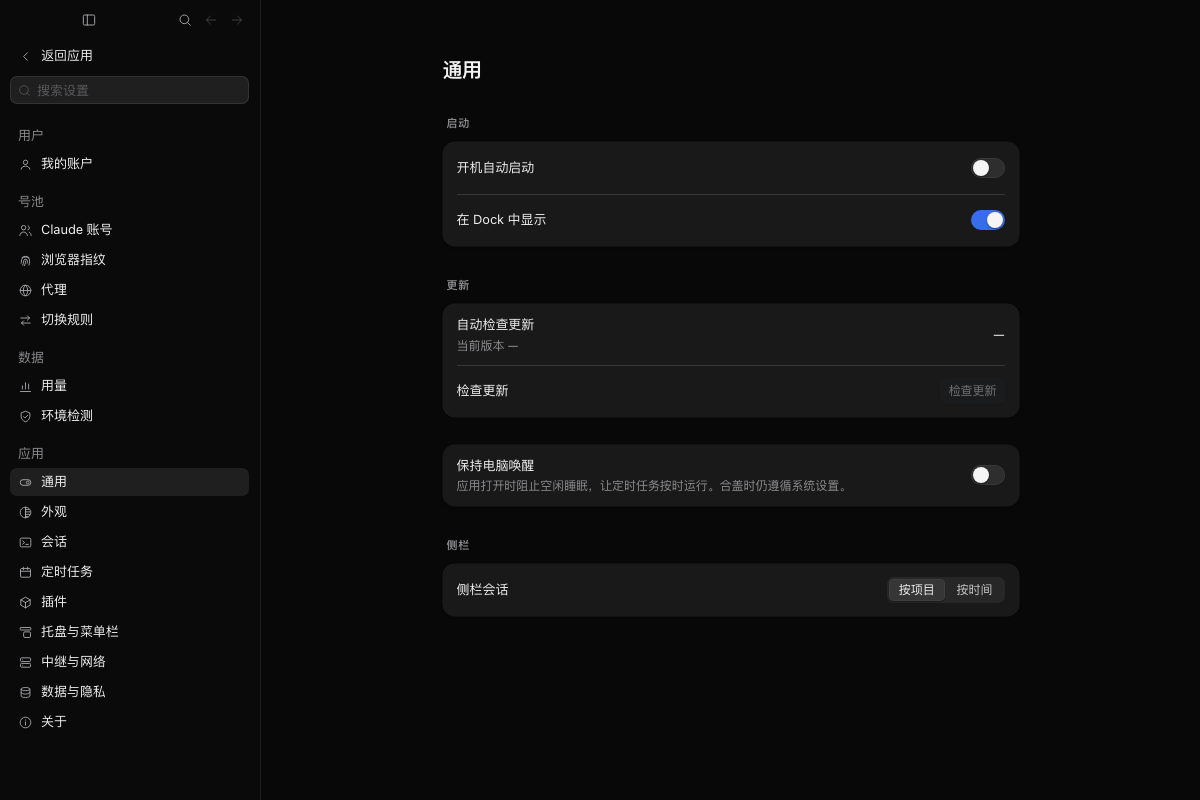 返回应用
搜索设置
用户
我的账户
号池
Claude 账号
浏览器指纹
代理
切换规则
数据
用量
环境检测
应用
通用
外观
会话
定时任务
插件
托盘与菜单栏
中继与网络
数据与隐私
关于
通用
启动
开机自动启动
在 Dock 中显示
更新
自动检查更新
当前版本 —
—
检查更新
检查更新
保持电脑唤醒
应用打开时阻止空闲睡眠，让定时任务按时运行。合盖时仍遵循系统设置。
侧栏
侧栏会话
按项目
按时间